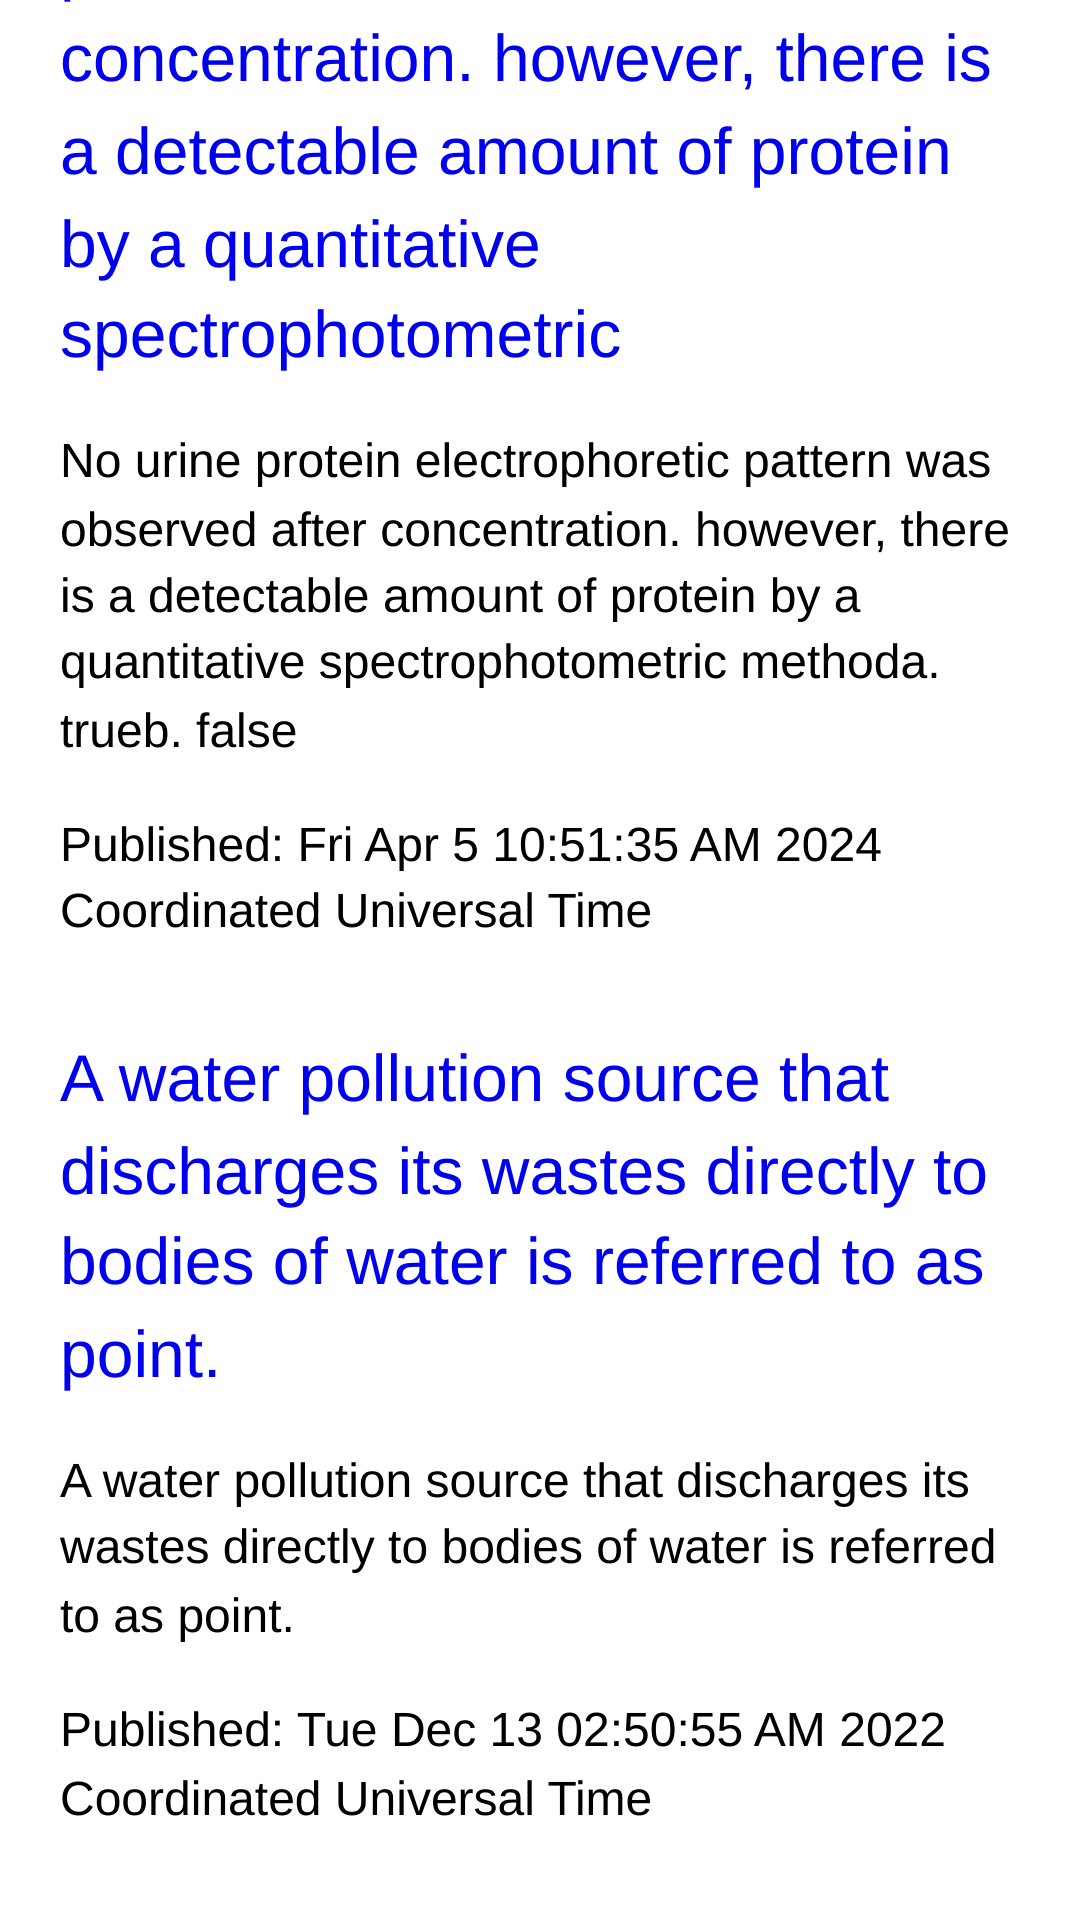 concentration. however, there is
a detectable amount of protein
by a quantitative
spectrophotometric
No urine protein electrophoretic pattern was
observed after concentration. however, there
is a detectable amount of protein by a
quantitative spectrophotometric methoda.
trueb. false
Published: Fri Apr 5 10:51:35 AM 2024
Coordinated Universal Time
A water pollution source that
discharges its wastes directly to
bodies of water is referred to as
point.
A water pollution source that discharges its
wastes directly to bodies of water is referred
to as point.
Published: Tue Dec 13 02:50:55 AM 2022
Coordinated Universal Time